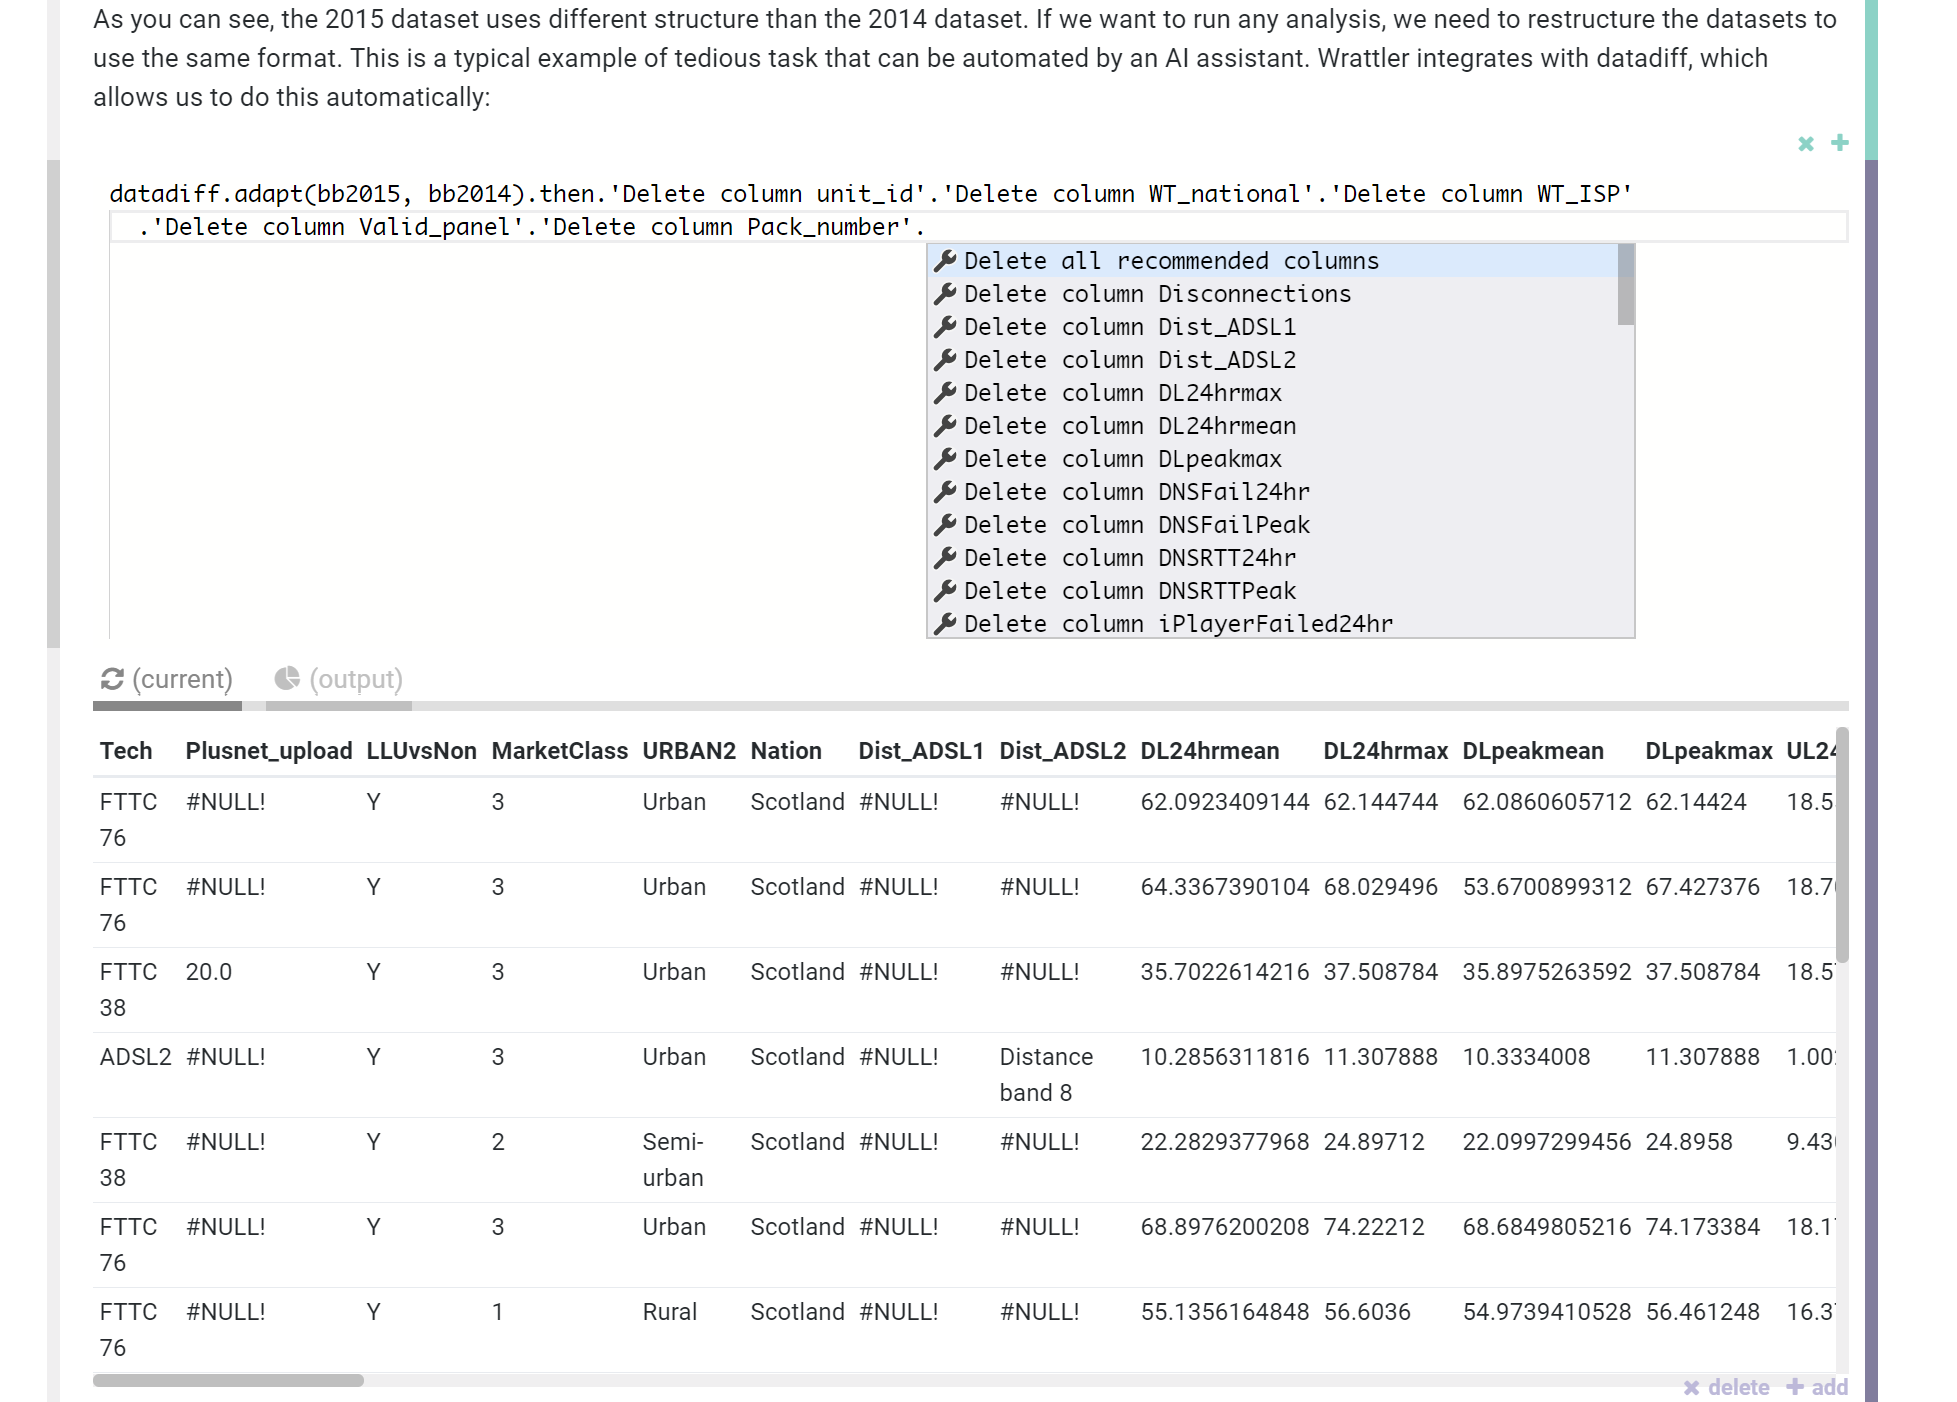 As you can see, the 2015 dataset uses different structure than the 2014 dataset. If we want to run any analysis, we need to restructure the datasets to
use the same format. This is a typical example of tedious task that can be automated by an AI assistant. Wrattler integrates with datadiff, which
allows us to do this automatically:
datadiff.adapt(bb2015, bb2014).then.'Delete column unit_id'.'Delete column WT_national'.'Delete column WT_ISP'
.'Delete column Valid_panel'.'Delete column Pack_number'.
Delete all recommended columns
Delete column Disconnections
Delete column Dist_ADSL1
Delete column Dist_ADSL2
Delete column DL24hrmax
Delete column DL24hrmean
Delete column DLpeakmax
Delete column DNSFail24hr
Delete column DNSFailPeak
Delete column DNSRTT24hr
Delete column DNSRTTPeak
Delete column iPlayerFailed24hr
(current) (output)
Tech Plusnet_upload LLUvsNon MarketClass URBAN2 Nation Dist_ADSL1 Dist_ADSL2 DL24hrmean DL24hrmax DLpeakmean DLpeakmax UL24
FTTC #NULL! Y 3 Urban Scotland #NULL! #NULL! 62.0923409144 62.144744 62.0860605712 62.14424 18.5
76
FTTC #NULL! Y 3 Urban Scotland #NULL! #NULL! 64.3367390104 68.029496 53.6700899312 67.427376 18.7
76
FTTC 20.0 Y 3 Urban Scotland #NULL! #NULL! 35.7022614216 37.508784 35.8975263592 37.508784 18.5
38
ADSL2 #NULL! Y 3 Urban Scotland #NULL! Distance 10.2856311816 11.307888 10.3334008 11.307888 1.00
band 8
FTTC #NULL! Y 2 Semi- Scotland #NULL! #NULL! 22.2829377968 24.89712 22.0997299456 24.8958 9.43
38 urban
FTTC #NULL! Y 3 Urban Scotland #NULL! #NULL! 68.8976200208 74.22212 68.6849805216 74.173384 18.1
76
FTTC #NULL! Y 1 Rural Scotland #NULL! #NULL! 55.1356164848 56.6036 54.9739410528 56.461248 16.3
76
delete add